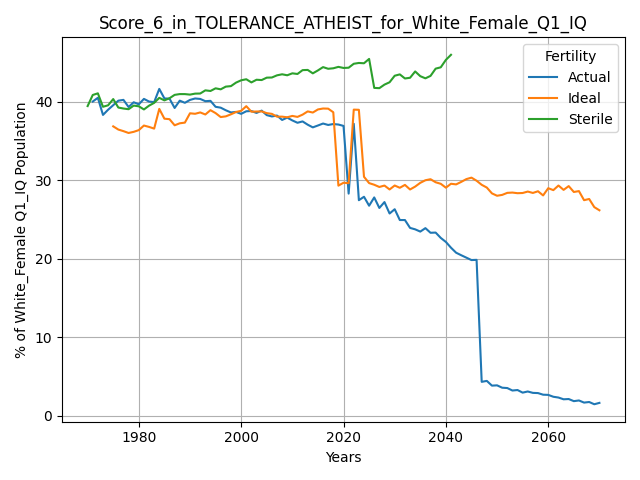 Score_6_in_TOLERANCE_ATHEIST_for_White_Female_Q1_IQ
% of White_Female Q1_IQ Population
40
30
20
10
0
1980
2000
2020
2040
2060
Years
Fertility
Actual
Ideal
Sterile